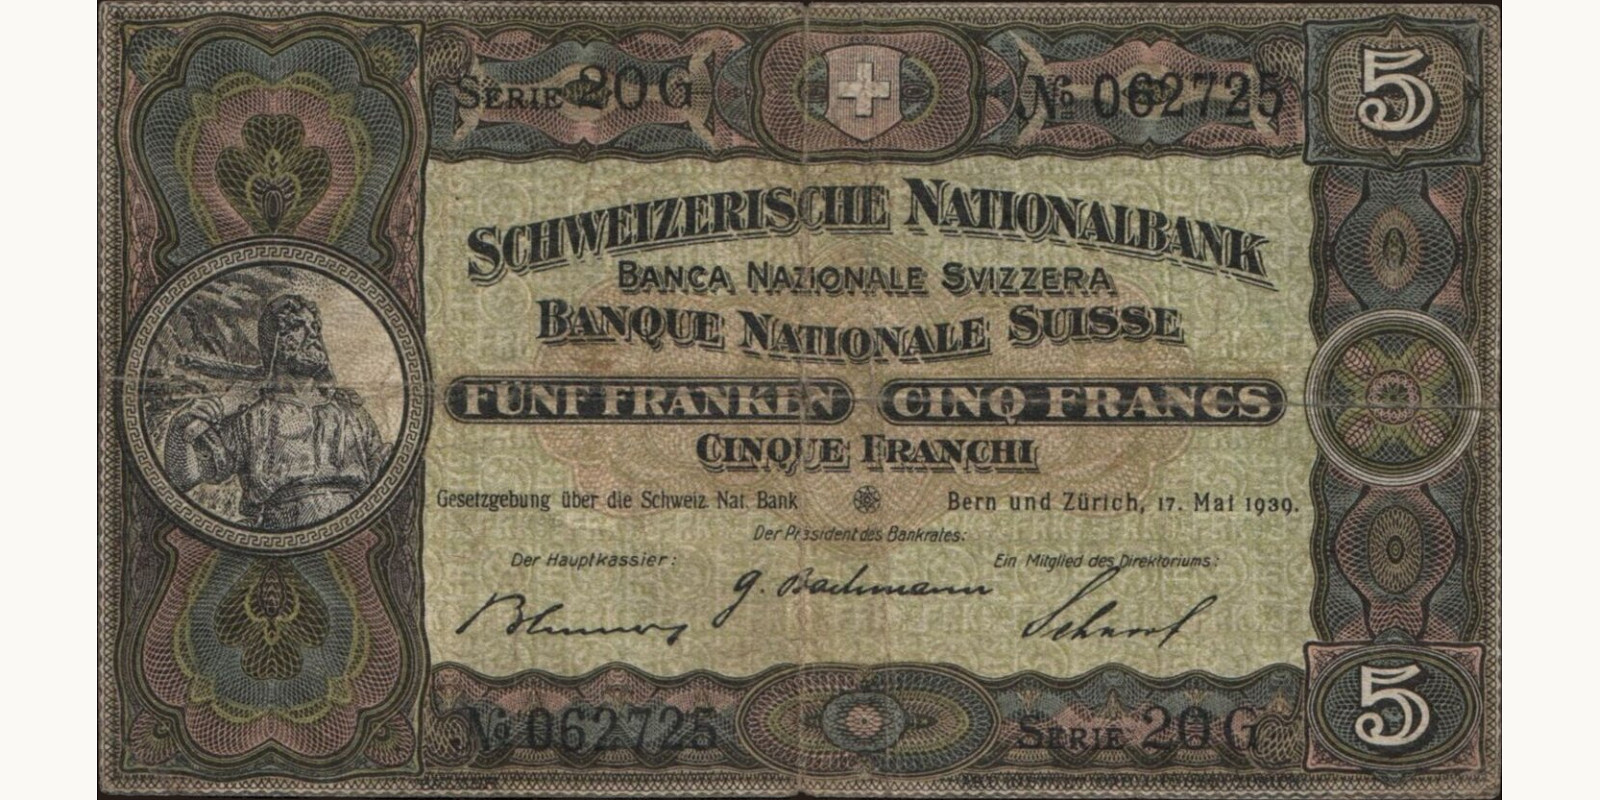 SERIE 20 G
No 062725
5
SCHWEIZERISCHE NATIONALBANK
BANCA NAZIONALE SVIZZERA
BANQUE NATIONALE SUISSE
FÜNF FRANKEN CINQ FRANCS
CINQUE FRANCHI
Gesetzgebung über die Schweiz. Nat. Bank
Bern und Zürich, 17. Mai 1939.
Der Präsident des Bankrates:
Der Hauptkassier:
Ein Mitglied des Direktoriums:
G. Bachmann
Schnorf
No 062725
SERIE 20 G
5